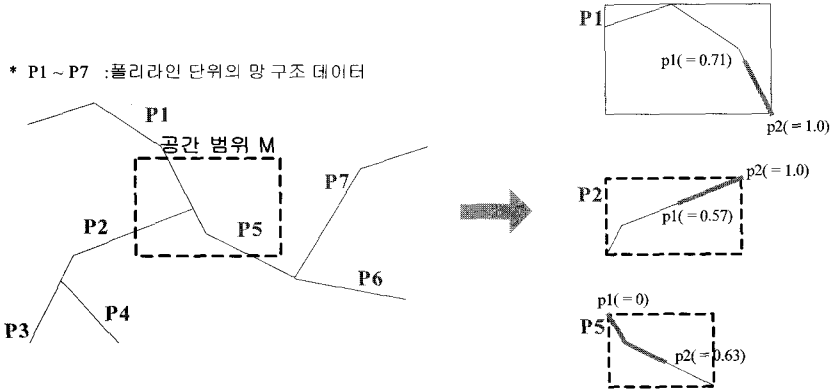 * P1 ~ P7 :폴리라인 단위의 망 구조 데이터
P1
공간 범위 M
P7
P2
P5
P6
P3
P4
P1
p1( = 0.71)
p2( = 1.0)
p2( = 1.0)
P2
p1( = 0.57)
p1( = 0)
P5
p2( = 0.63)